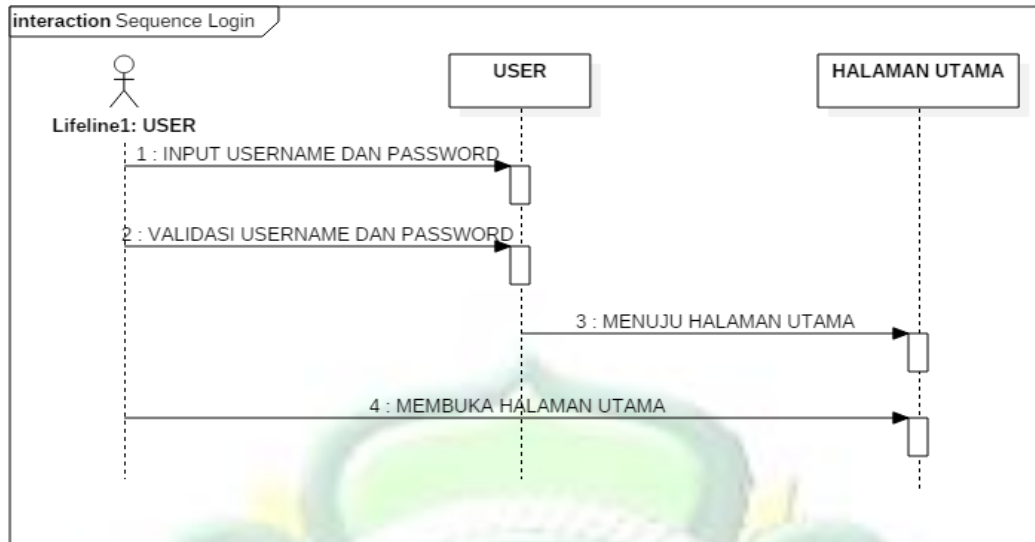 interaction Sequence Login
USER
HALAMAN UTAMA
Lifeline1: USER
1 : INPUT USERNAME DAN PASSWORD
2 : VALIDASI USERNAME DAN PASSWORD
3 : MENUJU HALAMAN UTAMA
4 : MEMBUKA HALAMAN UTAMA